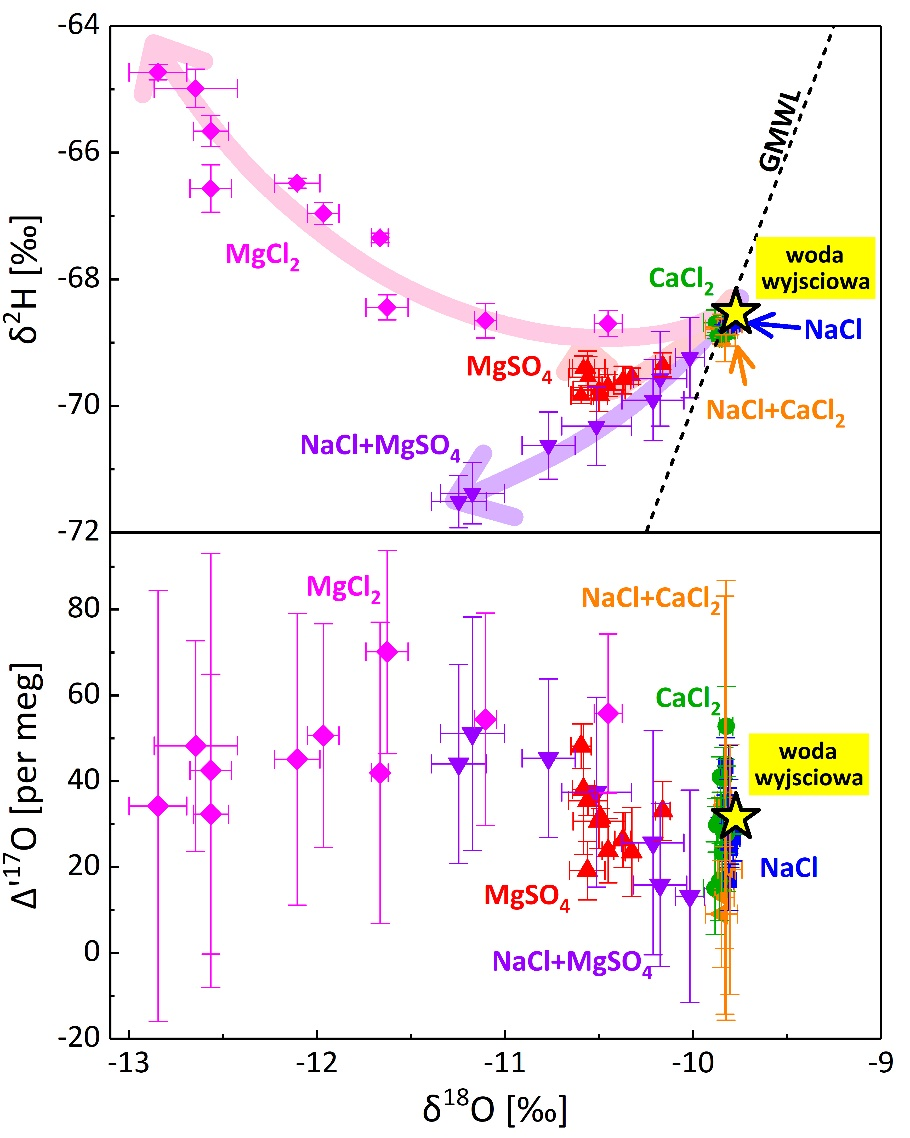 -64
-66
-68
-70
-72
δ²H [‰]
GMWL
woda
wyjsciowa
CaCl₂
MgCl₂
NaCl
MgSO₄
NaCl+CaCl₂
NaCl+MgSO₄
80
60
40
20
0
-20
Δ'¹⁷O [per meg]
MgCl₂
NaCl+CaCl₂
CaCl₂
woda
wyjsciowa
NaCl
MgSO₄
NaCl+MgSO₄
-13 -12 -11 -10 -9
δ¹⁸O [‰]